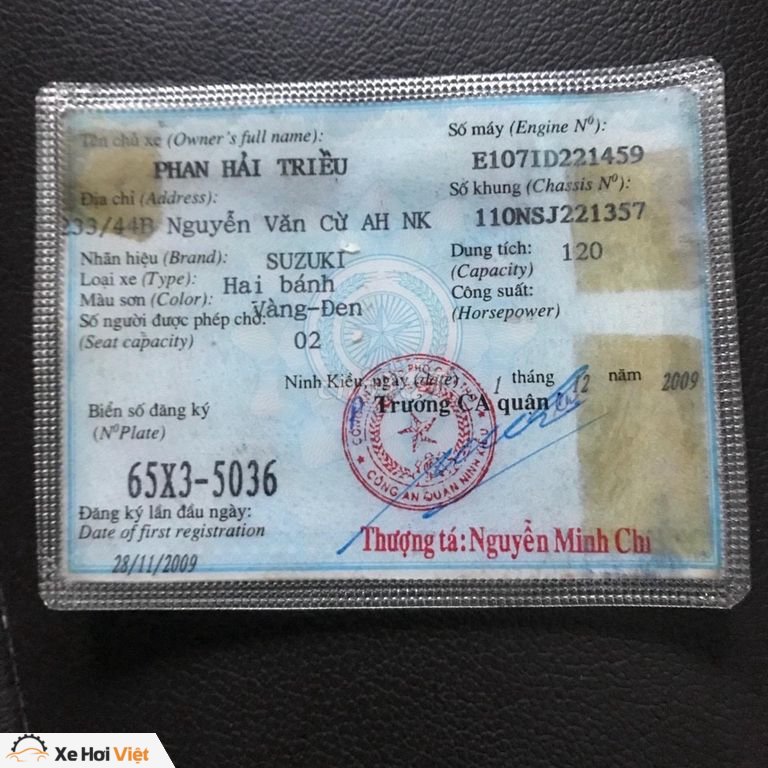 Tên chủ xe (Owner's full name):
PHAN HẢI TRIỀU
Địa chỉ (Address):
233/44B Nguyễn Văn Cừ AH NK
Nhãn hiệu (Brand): SUZUKI
Loại xe (Type): Hai bánh
Màu sơn (Color): Vàng-Đen
Số người được phép chở: 02
(Seat capacity)
Số máy (Engine Nº):
E107ID221459
Số khung (Chassis Nº):
110NSJ221357
Dung tích: 120
(Capacity)
Công suất:
(Horsepower)
Ninh Kiều, ngày (date) 1 tháng 12 năm 2009
Trưởng CA quận
CÔNG AN QUẬN NINH KIỀU
Biển số đăng ký
(NºPlate)
65X3-5036
Đăng ký lần đầu ngày:
Date of first registration
28/11/2009
Thượng tá: Nguyễn Minh Chí
Xe Hơi Việt